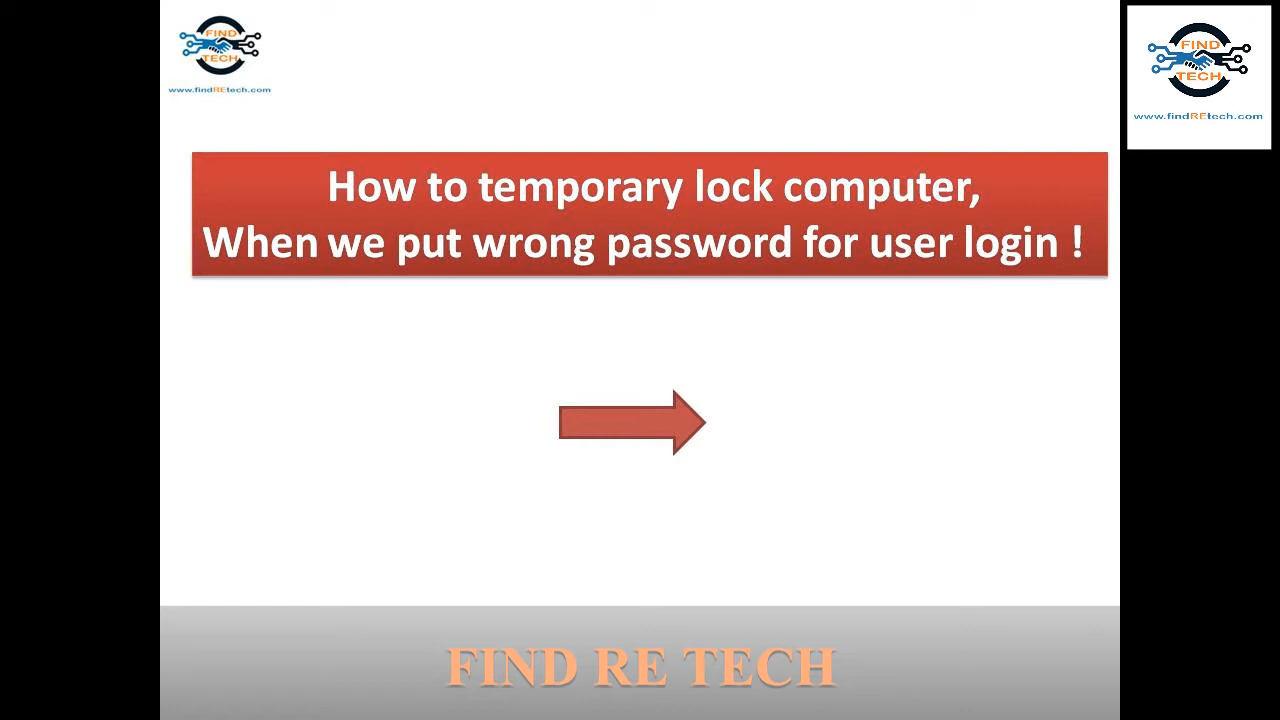 FIND
TECH
www.findREtech.com
FIND
TECH
www.findREtech.com
How to temporary lock computer,
When we put wrong password for user login !
FIND RE TECH